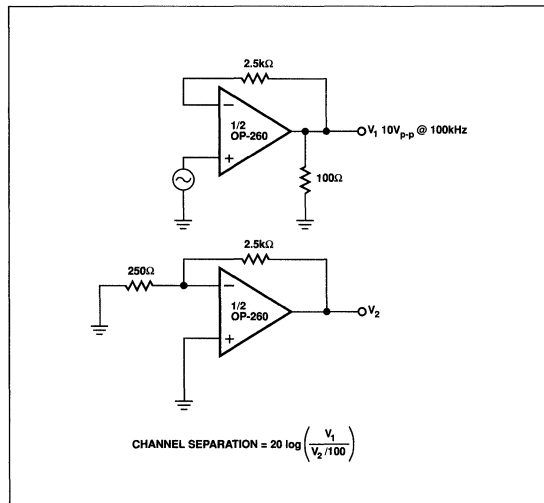 2.5kΩ
−
1/2
OP-260
+
V1 10Vp-p @ 100kHz
100Ω
2.5kΩ
250Ω
−
1/2
OP-260
+
V2
CHANNEL SEPARATION = 20 log ( V1 / V2 /100 )